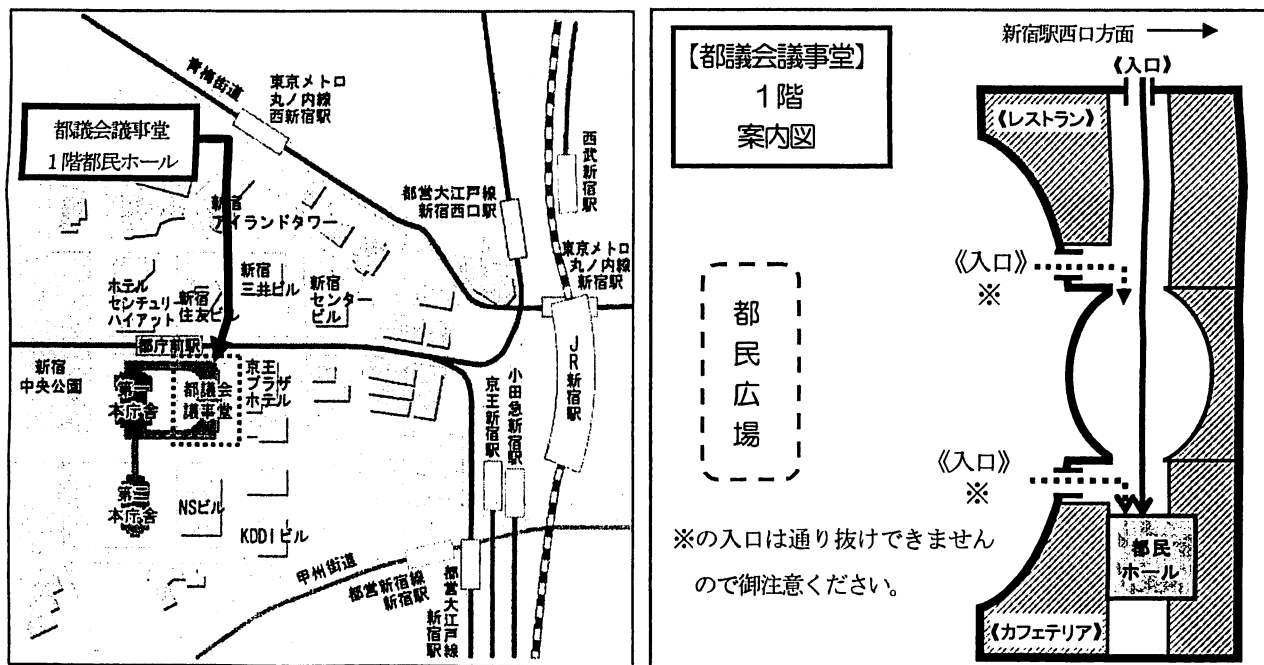 青梅街道
東京メトロ
丸ノ内線
西新宿駅
都議会議事堂
1階都民ホール
西武新宿駅
都営大江戸線
新宿西口駅
新宿
アイランドタワー
東京メトロ
丸ノ内線
新宿駅
新宿
三井ビル
新宿
センター
ビル
ホテル
センチュリー
ハイアット
新宿
住友ビル
都庁前駅
新宿
中央公園
第一
本庁舎
都議会
議事堂
京王
プラザ
ホテル
JR新宿駅
小田急新宿駅
京王新宿駅
第二
本庁舎
NSビル
KDDIビル
甲州街道
都営新宿線
新宿駅
都営大江戸線
新宿駅
新宿駅西口方面
【都議会議事堂】
1階
案内図
《入口》
《レストラン》
《入口》
※
都民広場
《入口》
※
※の入口は通り抜けできません
ので御注意ください。
都民
ホール
《カフェテリア》